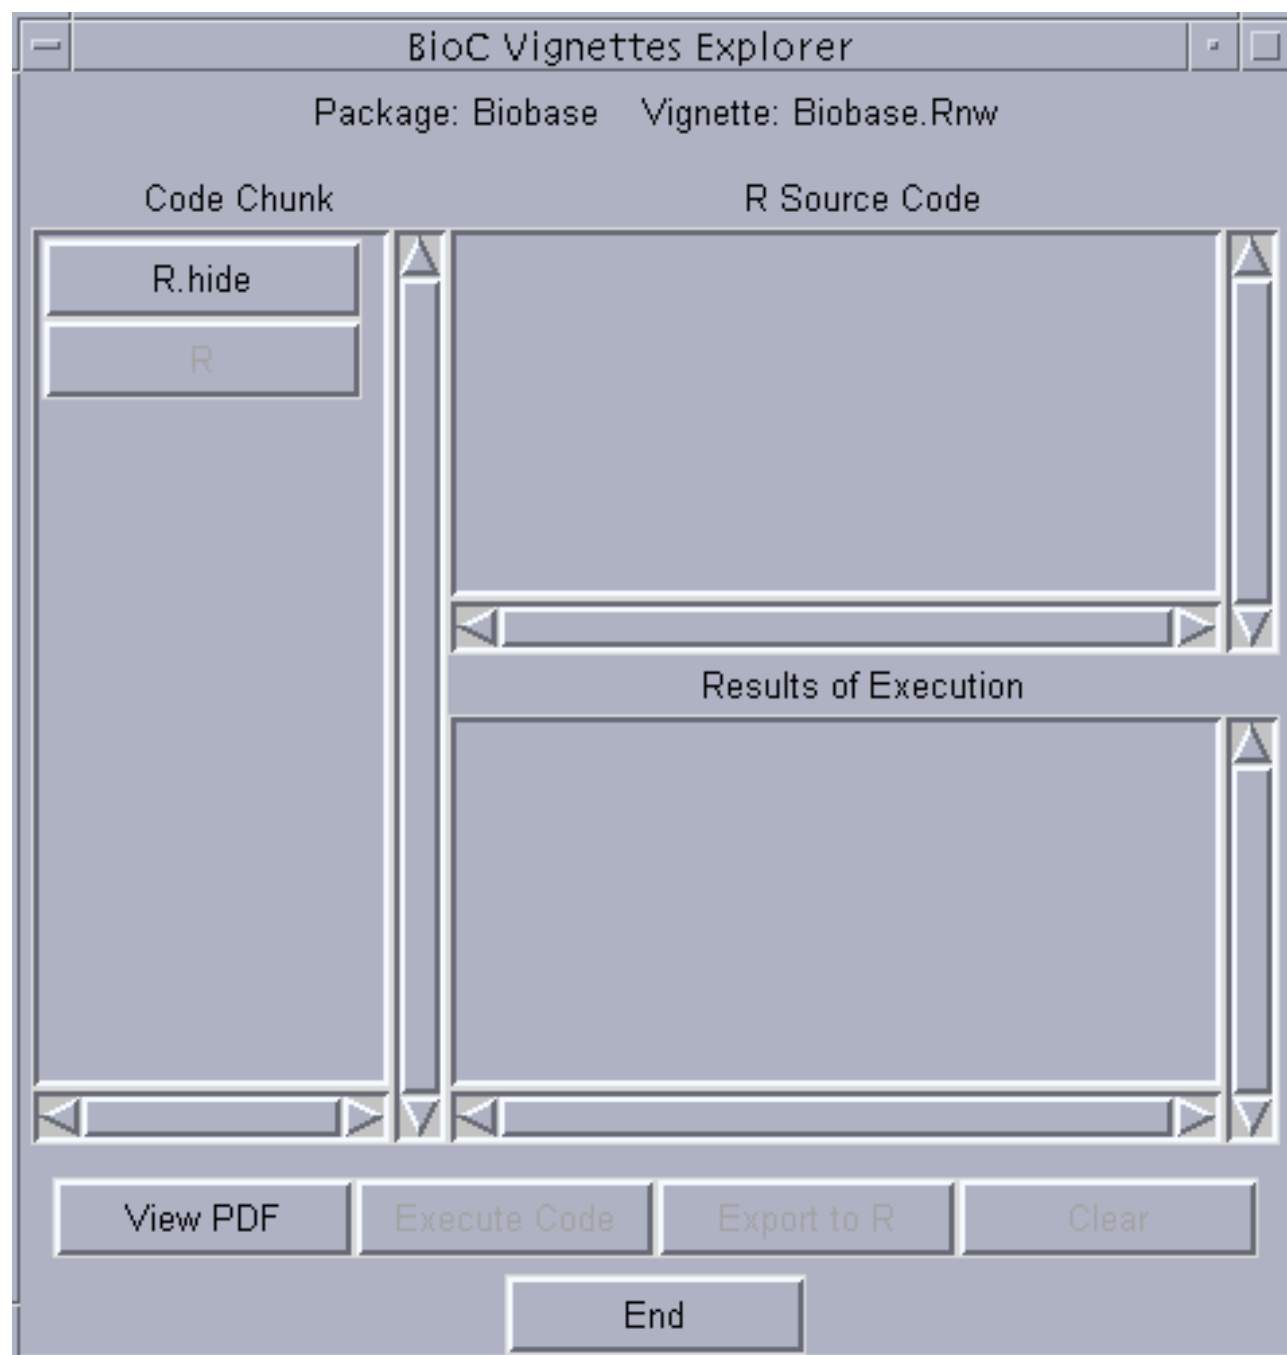 BioC Vignettes Explorer
Package: Biobase Vignette: Biobase.Rnw
Code Chunk
R Source Code
R.hide
R
Results of Execution
View PDF
Execute Code
Export to R
Clear
End